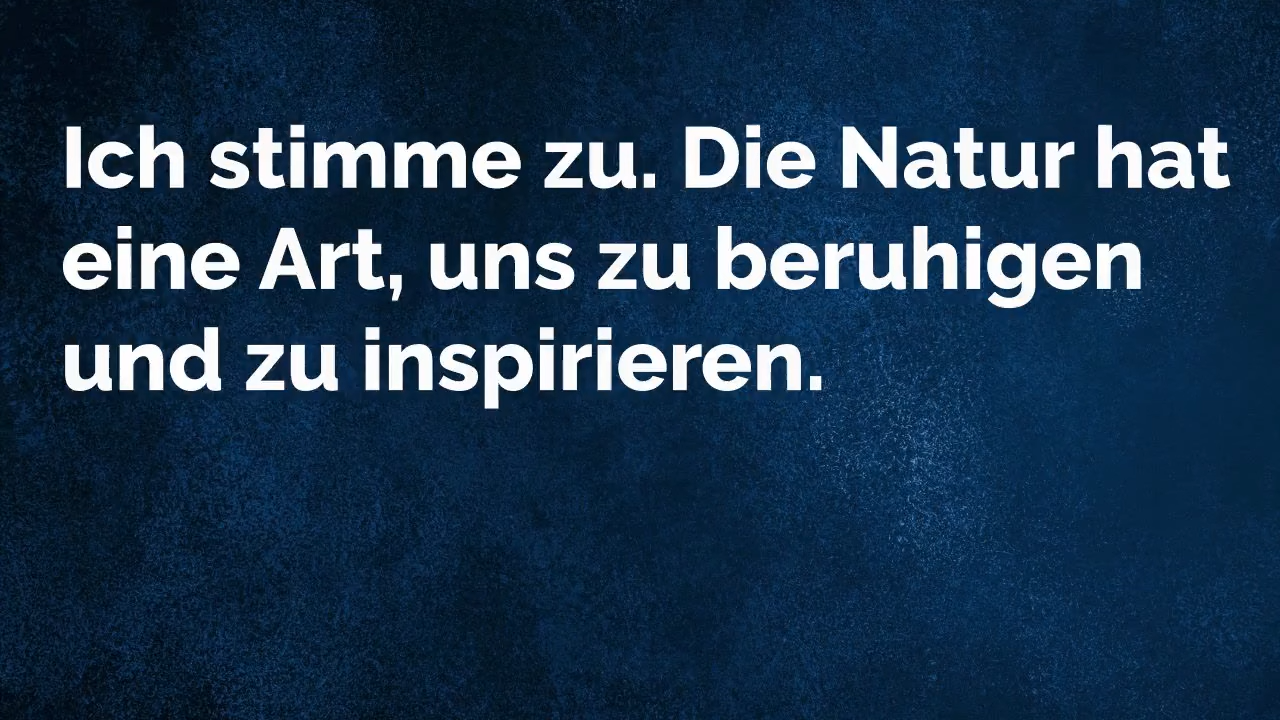 Ich stimme zu. Die Natur hat
eine Art, uns zu beruhigen
und zu inspirieren.